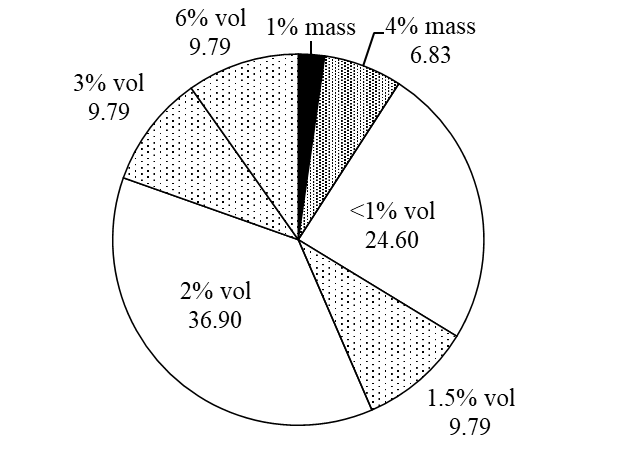 6% vol
9.79
1% mass
4% mass
6.83
3% vol
9.79
<1% vol
24.60
2% vol
36.90
1.5% vol
9.79